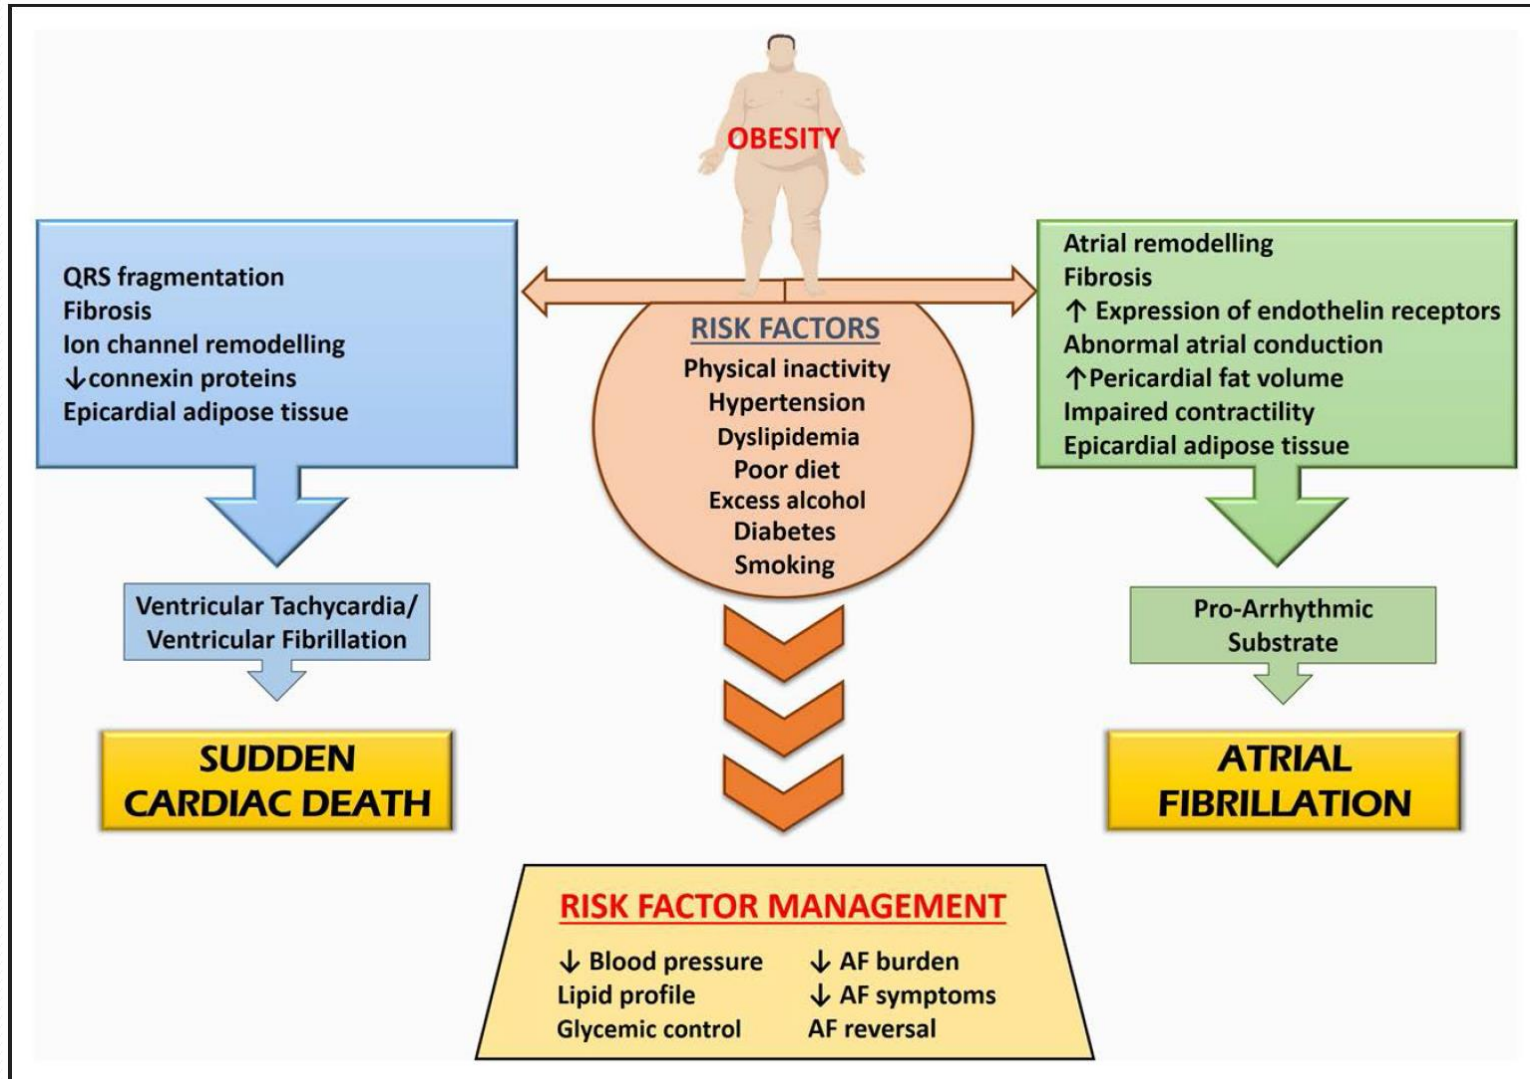 OBESITY
QRS fragmentation
Fibrosis
Ion channel remodelling
↓connexin proteins
Epicardial adipose tissue
Ventricular Tachycardia/
Ventricular Fibrillation
SUDDEN
CARDIAC DEATH
RISK FACTORS
Physical inactivity
Hypertension
Dyslipidemia
Poor diet
Excess alcohol
Diabetes
Smoking
Atrial remodelling
Fibrosis
↑ Expression of endothelin receptors
Abnormal atrial conduction
↑Pericardial fat volume
Impaired contractility
Epicardial adipose tissue
Pro-Arrhythmic
Substrate
ATRIAL
FIBRILLATION
RISK FACTOR MANAGEMENT
↓ Blood pressure
Lipid profile
Glycemic control
↓ AF burden
↓ AF symptoms
AF reversal